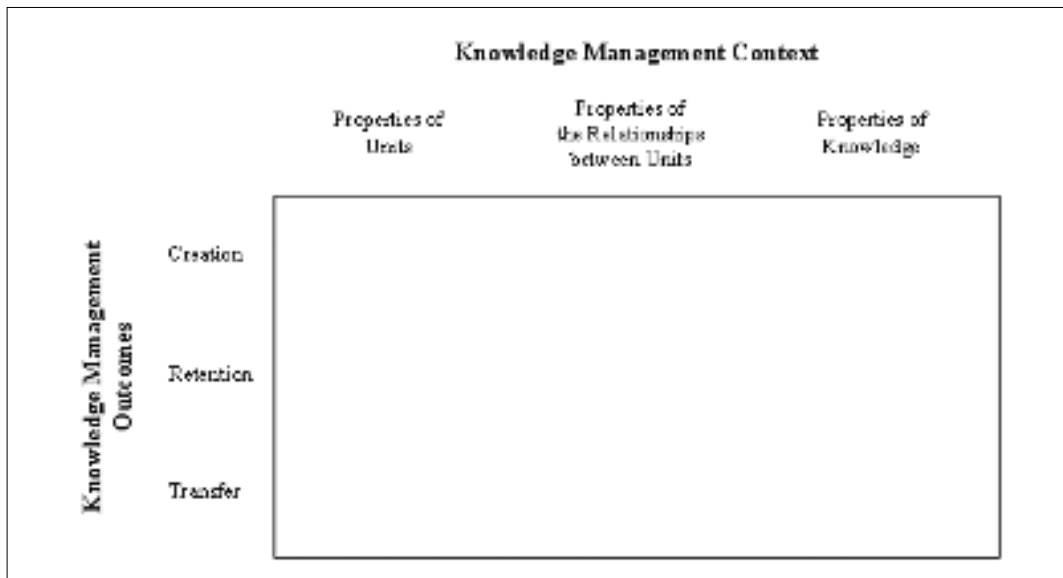 Knowledge Management Context
Properties of
Units
Properties of
the Relationships
between Units
Properties of
Knowledge
Knowledge Management
Outcomes
Creation
Retention
Transfer